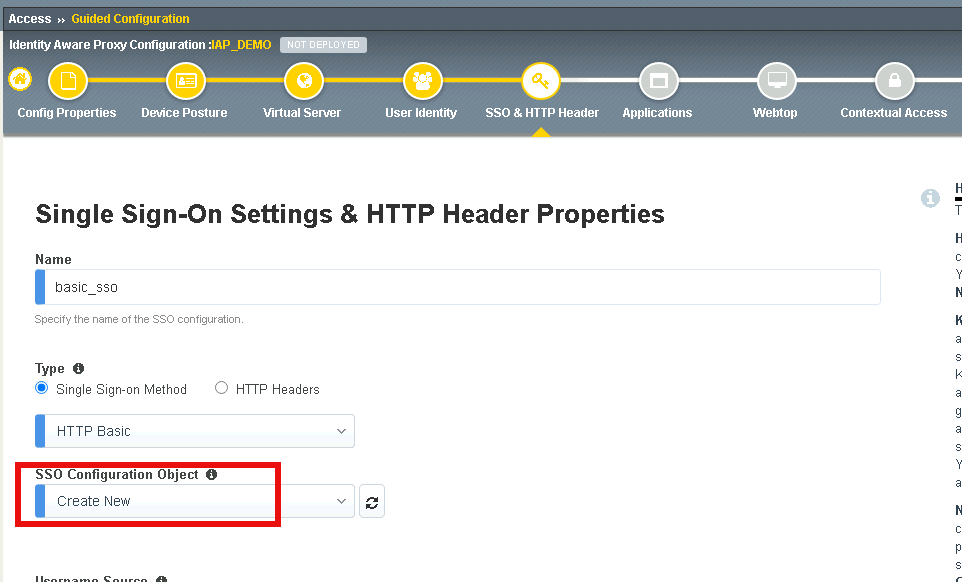 Access » Guided Configuration
Identity Aware Proxy Configuration :IAP_DEMO NOT DEPLOYED
Config Properties Device Posture Virtual Server User Identity SSO & HTTP Header Applications Webtop Contextual Access
Single Sign-On Settings & HTTP Header Properties
Name
basic_sso
Specify the name of the SSO configuration.
Type
Single Sign-on Method HTTP Headers
HTTP Basic
SSO Configuration Object
Create New
Username Source